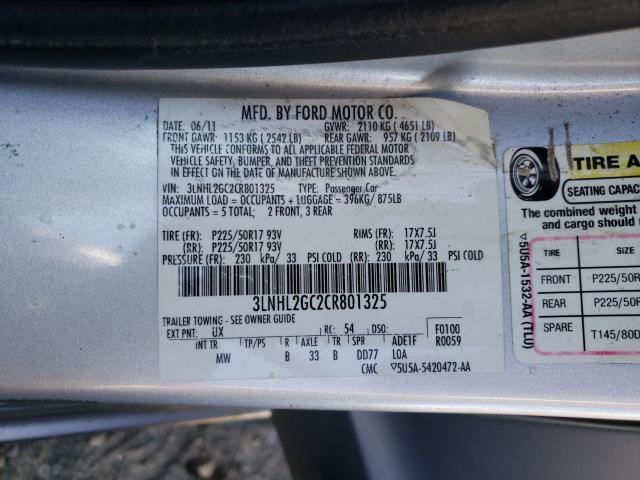 MFD. BY FORD MOTOR CO.
DATE: 06/11 GVWR: 2110 KG ( 4651 LB)
FRONT GAWR: 1153 KG ( 2542 LB) REAR GAWR: 957 KG ( 2109 LB)
THIS VEHICLE CONFORMS TO ALL APPLICABLE FEDERAL MOTOR
VEHICLE SAFETY, BUMPER, AND THEFT PREVENTION STANDARDS
IN EFFECT ON THE DATE OF MANUFACTURE SHOWN ABOVE.
VIN: 3LNHL2GC2CR801325 TYPE: Passenger Car
MAXIMUM LOAD = OCCUPANTS + LUGGAGE = 396KG/ 875LB
OCCUPANTS = 5 TOTAL; 2 FRONT, 3 REAR
TIRE (FR): P225/50R17 93V RIMS (FR): 17X7.5J
(RR): P225/50R17 93V (RR): 17X7.5J
PRESSURE (FR): 230 kPa/ 33 PSI COLD (RR): 230 kPa/33 PSI COLD
3LNHL2GC2CR801325
TRAILER TOWING - SEE OWNER GUIDE
EXT PNT: UX RC: 54 DSO: F0100
INT TR TP/PS R AXLE TR SPR ADE1F R0059
MW B 33 B DD77 LOA
CMC ▽5U5A-5420472-AA
TIRE A
SEATING CAPAC
The combined weight
and cargo should
▽5U5A-1532-AA (TLU)
TIRE S
FRONT P225/50R
REAR P225/50R
SPARE T145/80D